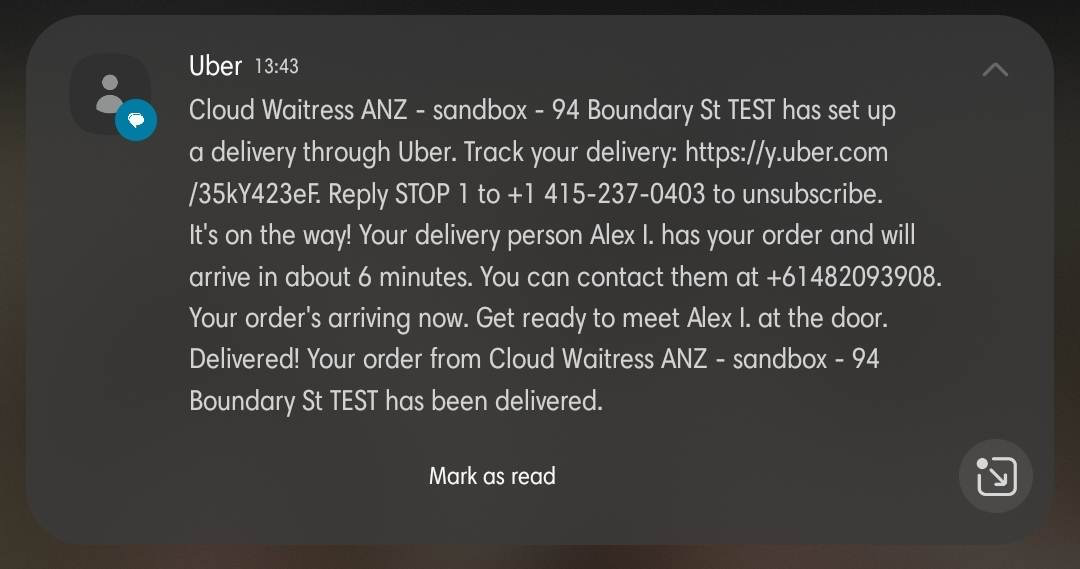 Uber 13:43
Cloud Waitress ANZ - sandbox - 94 Boundary St TEST has set up
a delivery through Uber. Track your delivery: https://y.uber.com
/35kY423eF. Reply STOP 1 to +1 415-237-0403 to unsubscribe.
It's on the way! Your delivery person Alex I. has your order and will
arrive in about 6 minutes. You can contact them at +61482093908.
Your order's arriving now. Get ready to meet Alex I. at the door.
Delivered! Your order from Cloud Waitress ANZ - sandbox - 94
Boundary St TEST has been delivered.
Mark as read